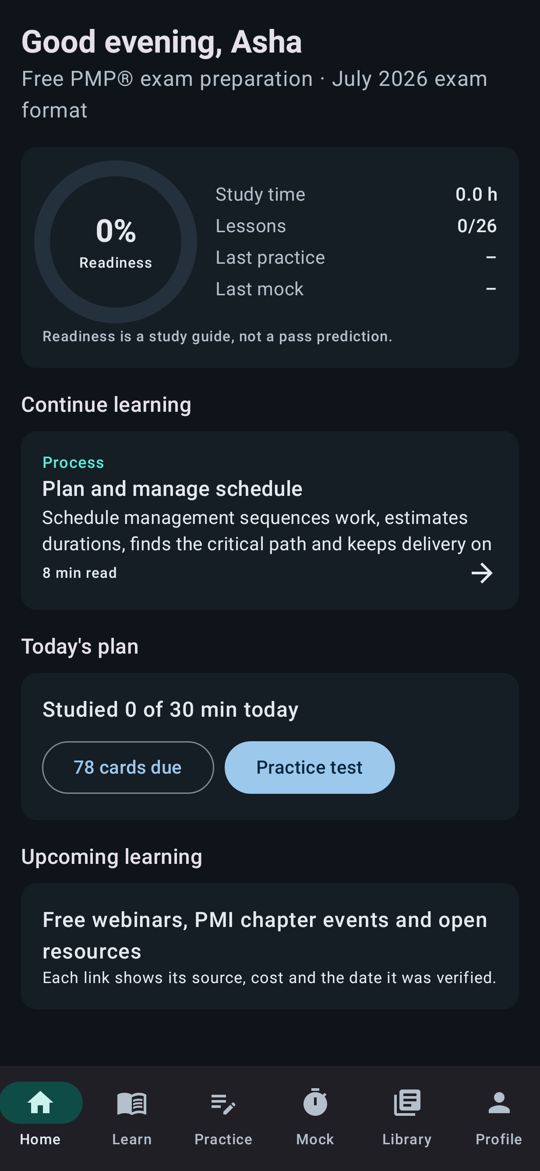 Good evening, Asha
Free PMP® exam preparation · July 2026 exam
format
0%
Readiness
Study time 0.0 h
Lessons 0/26
Last practice –
Last mock –
Readiness is a study guide, not a pass prediction.
Continue learning
Process
Plan and manage schedule
Schedule management sequences work, estimates
durations, finds the critical path and keeps delivery on
8 min read
Today's plan
Studied 0 of 30 min today
78 cards due Practice test
Upcoming learning
Free webinars, PMI chapter events and open
resources
Each link shows its source, cost and the date it was verified.
Home Learn Practice Mock Library Profile